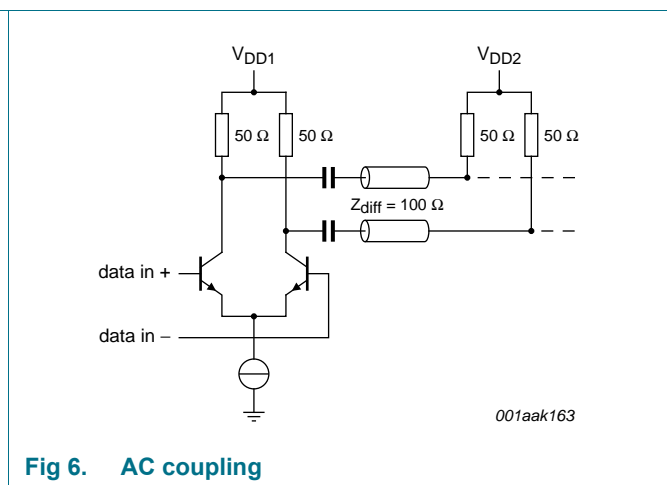 VDD1
VDD2
50 Ω
50 Ω
50 Ω
50 Ω
Zdiff = 100 Ω
data in +
data in −
001aak163
Fig 6. AC coupling